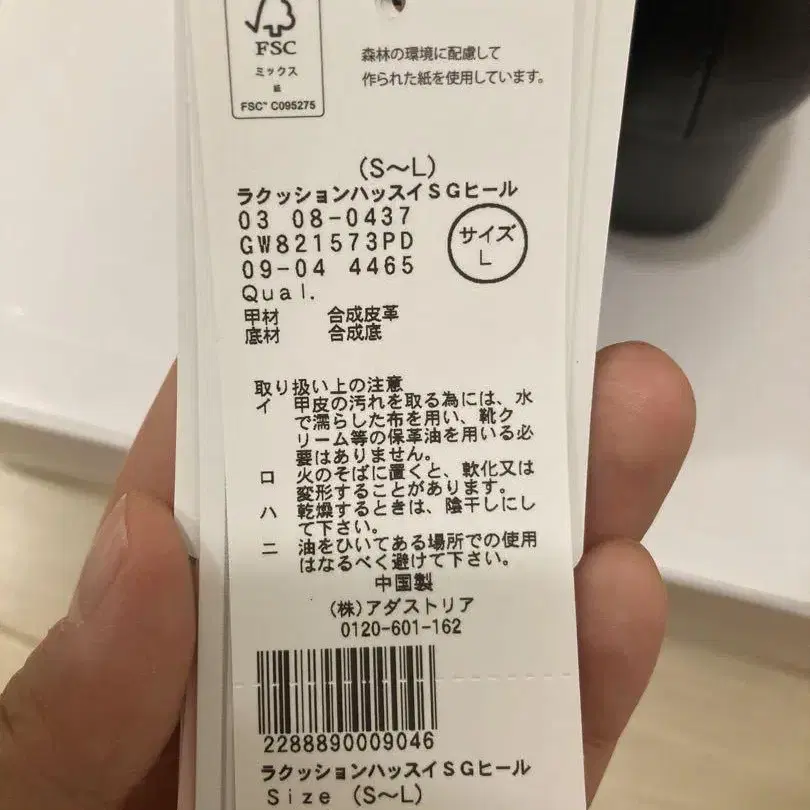 FSC
ミックス
紙
FSC™ C095275
森林の環境に配慮して
作られた紙を使用しています。
(S～L)
ラクッションハッスイSGヒール
03 08-0437
GW821573PD
09-04 4465
サイズ
L
Qual.
甲材 合成皮革
底材 合成底
取り扱い上の注意
イ 甲皮の汚れを取る為には、水
で濡らした布を用い、靴ク
リーム等の保革油を用いる必
要はありません。
ロ 火のそばに置くと、軟化又は
変形することがあります。
ハ 乾燥するときは、陰干しにし
て下さい。
ニ 油をひいてある場所での使用
はなるべく避けて下さい。
中国製
(株)アダストリア
0120-601-162
2288890009046
ラクッションハッスイSGヒール
Size (S～L)